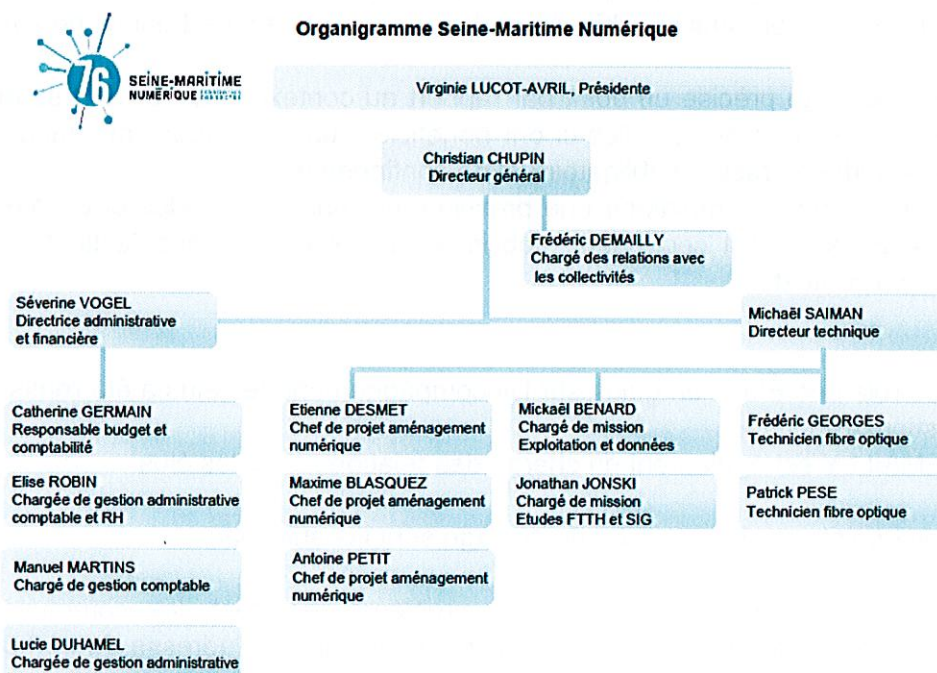 Organigramme Seine-Maritime Numérique
76
SEINE-MARITIME
NUMÉRIQUE
Virginie LUCOT-AVRIL, Présidente
Christian CHUPIN
Directeur général
Frédéric DEMAILLY
Chargé des relations avec
les collectivités
Séverine VOGEL
Directrice administrative
et financière
Michaël SAIMAN
Directeur technique
Catherine GERMAIN
Responsable budget et
comptabilité
Elise ROBIN
Chargée de gestion administrative
comptable et RH
Manuel MARTINS
Chargé de gestion comptable
Lucie DUHAMEL
Chargée de gestion administrative
Etienne DESMET
Chef de projet aménagement
numérique
Maxime BLASQUEZ
Chef de projet aménagement
numérique
Antoine PETIT
Chef de projet aménagement
numérique
Mickaël BENARD
Chargé de mission
Exploitation et données
Jonathan JONSKI
Chargé de mission
Etudes FTTH et SIG
Frédéric GEORGES
Technicien fibre optique
Patrick PESE
Technicien fibre optique